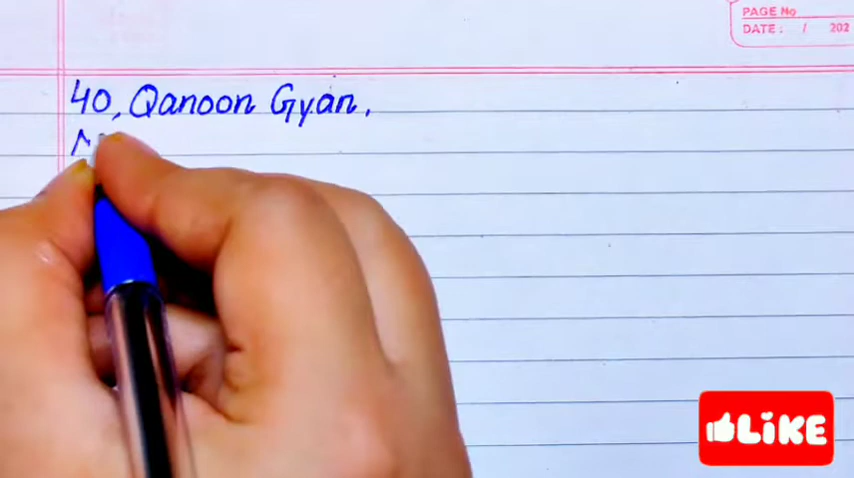 PAGE No
DATE : / 202
40, Qanoon Gyan,
LIKE